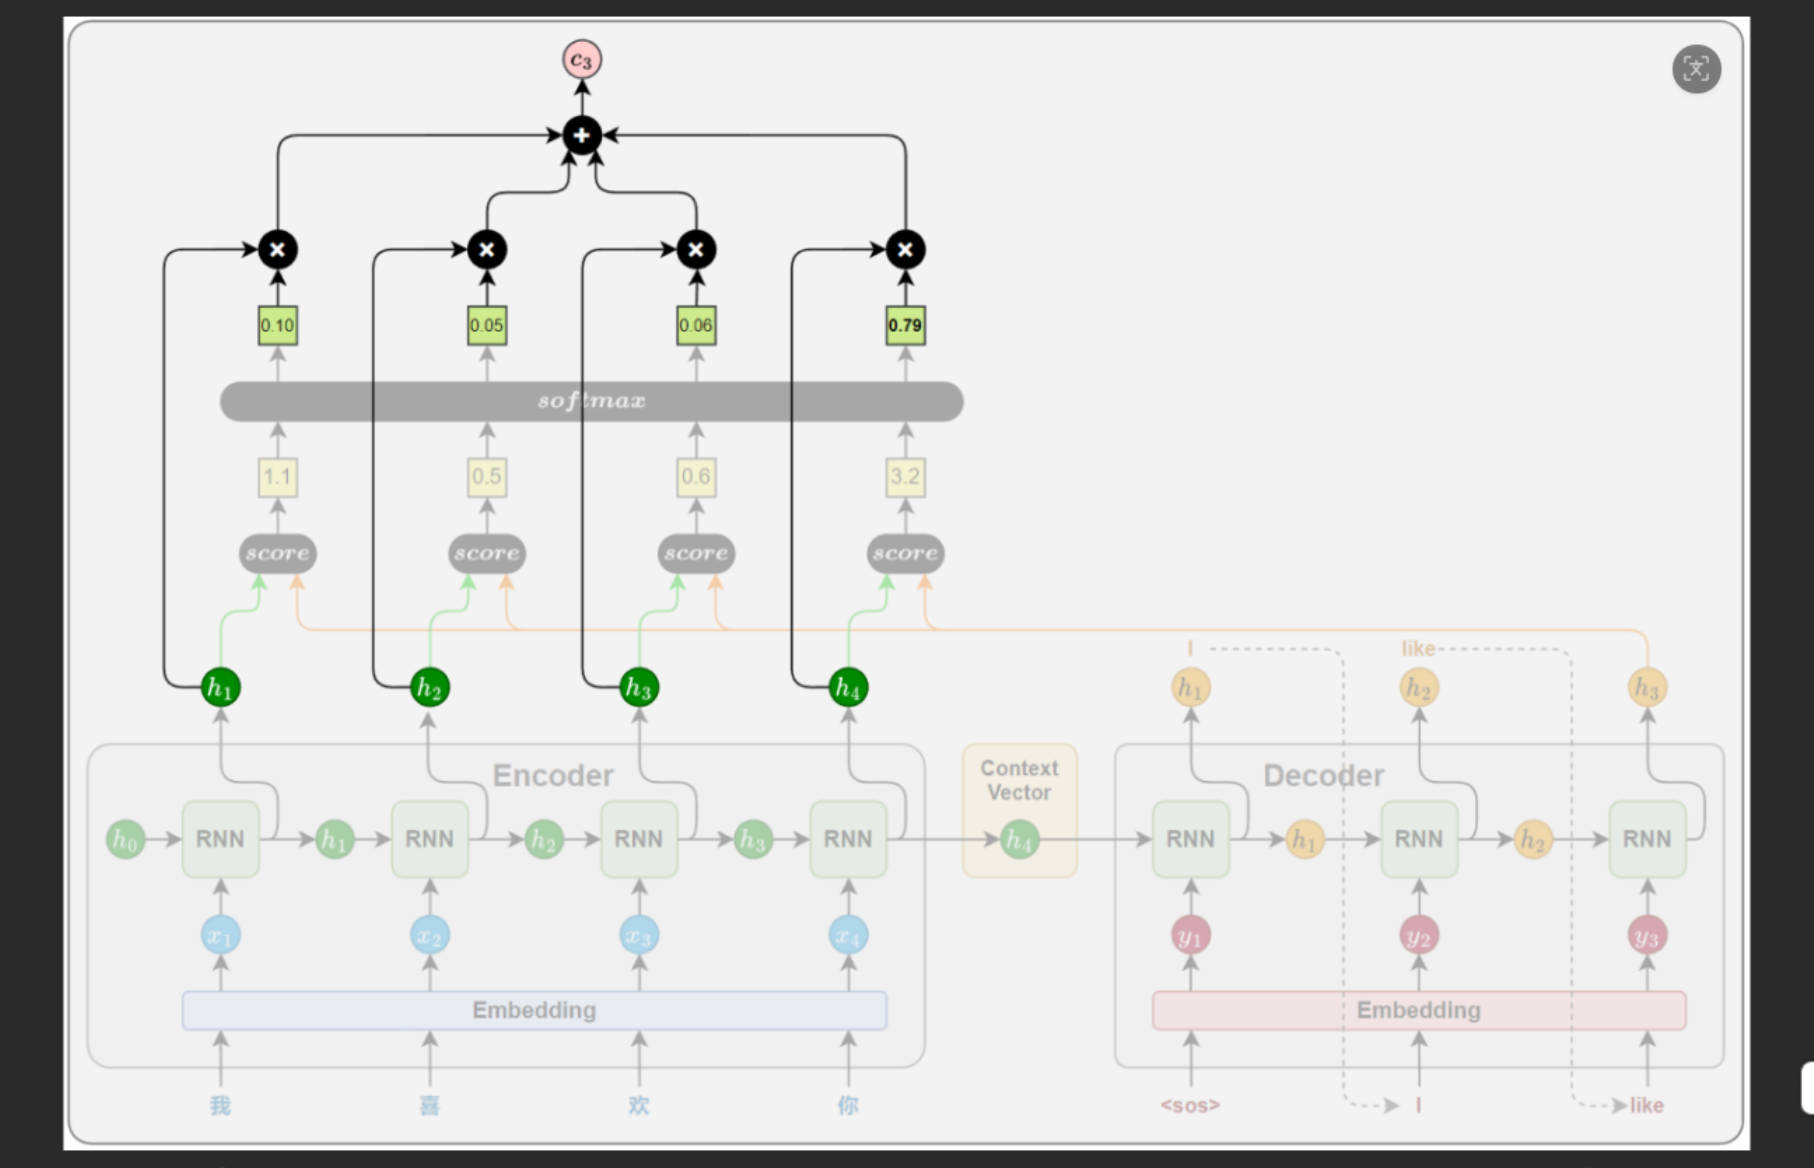 c₃
0.10 0.05 0.06 0.79
softmax
1.1 0.5 0.6 3.2
score score score score
I like
h₁ h₂ h₃ h₄ h₁ h₂ h₃
Encoder
Context
Vector
Decoder
h₀ RNN h₁ RNN h₂ RNN h₃ RNN h₄ RNN h₁ RNN h₂ RNN
x₁ x₂ x₃ x₄ y₁ y₂ y₃
Embedding Embedding
我 喜 欢 你 <sos> I like